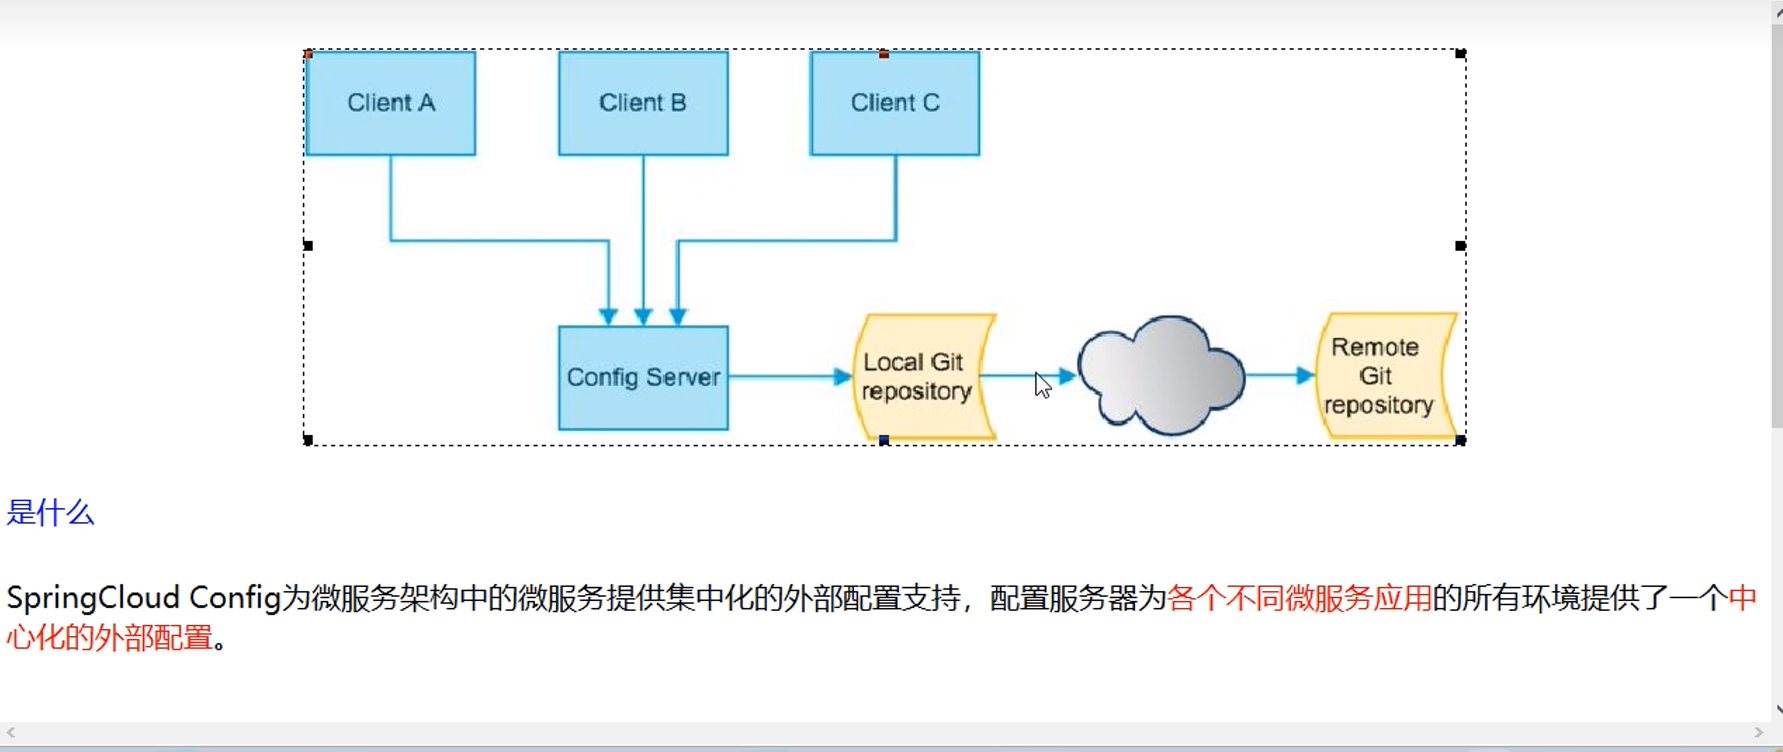 Client A
Client B
Client C
Config Server
Local Git
repository
Remote
Git
repository
是什么
SpringCloud Config为微服务架构中的微服务提供集中化的外部配置支持，配置服务器为各个不同微服务应用的所有环境提供了一个中
心化的外部配置。